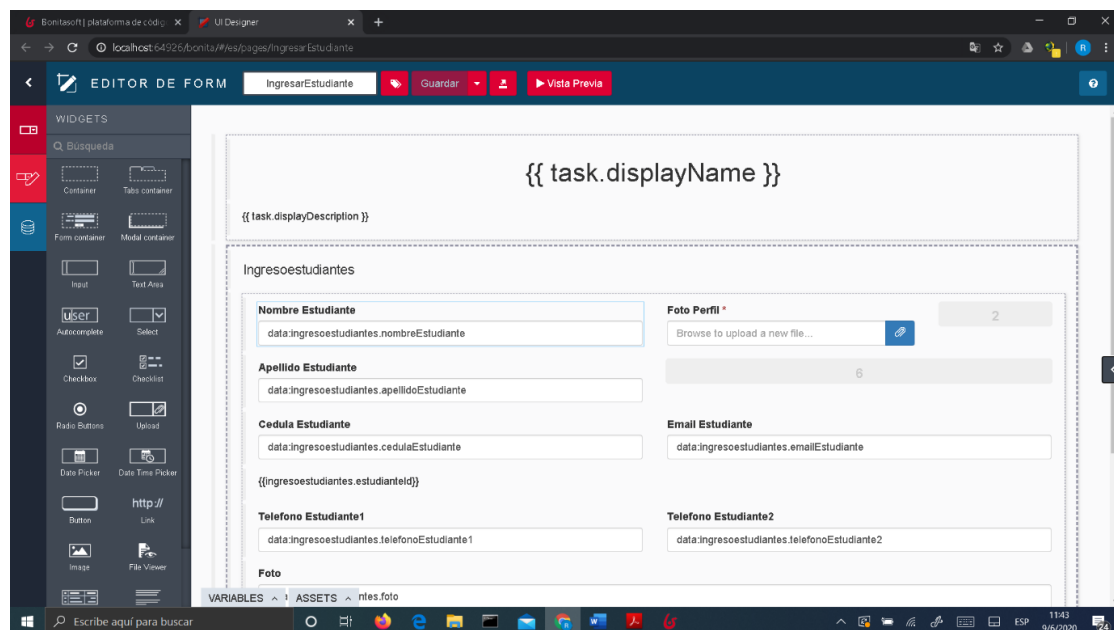 Bonitasoft | plataforma de códig
UI Designer
localhost:64926/bonita/#/es/pages/IngresarEstudiante
R
EDITOR DE FORM
IngresarEstudiante
Guardar
Vista Previa
WIDGETS
Búsqueda
Container
Tabs container
Form container
Modal container
Input
Text Area
user
Autocomplete
Select
Checkbox
Checklist
Radio Buttons
Upload
Date Picker
Date Time Picker
Button
http://
Link
Image
File Viewer
{{ task.displayName }}
{{ task.displayDescription }}
Ingresoestudiantes
Nombre Estudiante
data:ingresoestudiantes.nombreEstudiante
Foto Perfil *
Browse to upload a new file...
2
Apellido Estudiante
data:ingresoestudiantes.apellidoEstudiante
6
Cedula Estudiante
data:ingresoestudiantes.cedulaEstudiante
Email Estudiante
data:ingresoestudiantes.emailEstudiante
{{ingresoestudiantes.estudianteId}}
Telefono Estudiante1
data:ingresoestudiantes.telefonoEstudiante1
Telefono Estudiante2
data:ingresoestudiantes.telefonoEstudiante2
Foto
ntes.foto
VARIABLES
ASSETS
Escribe aquí para buscar
ESP
11:43
9/6/2020
24